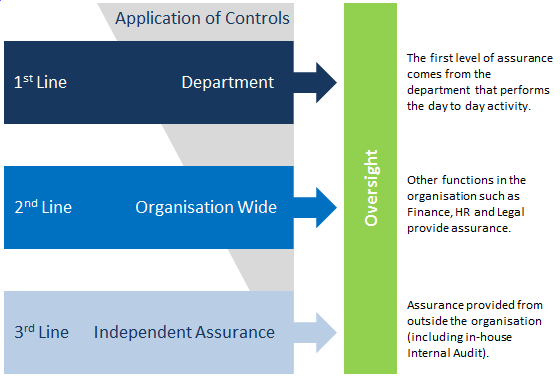 Application of Controls
1st Line Department
The first level of assurance
comes from the
department that performs
the day to day activity.
2nd Line Organisation Wide
Oversight
Other functions in the
organisation such as
Finance, HR and Legal
provide assurance.
3rd Line Independent Assurance
Assurance provided from
outside the organisation
(including in-house
Internal Audit).